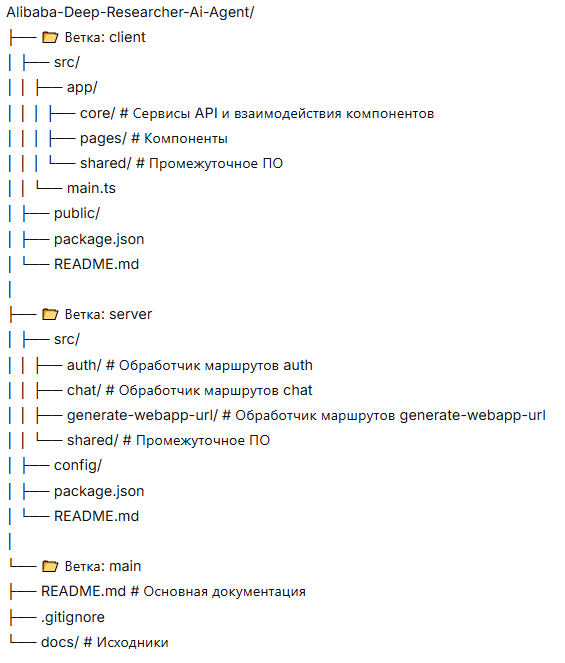 Alibaba-Deep-Researcher-Ai-Agent/
├── 📂 Ветка: client
│ ├── src/
│ │ ├── app/
│ │ │ ├── core/ # Сервисы API и взаимодействия компонентов
│ │ │ ├── pages/ # Компоненты
│ │ │ └── shared/ # Промежуточное ПО
│ │ └── main.ts
│ ├── public/
│ ├── package.json
│ └── README.md
│
├── 📂 Ветка: server
│ ├── src/
│ │ ├── auth/ # Обработчик маршрутов auth
│ │ ├── chat/ # Обработчик маршрутов chat
│ │ ├── generate-webapp-url/ # Обработчик маршрутов generate-webapp-url
│ │ └── shared/ # Промежуточное ПО
│ ├── config/
│ ├── package.json
│ └── README.md
│
└── 📂 Ветка: main
├── README.md # Основная документация
├── .gitignore
└── docs/ # Исходники